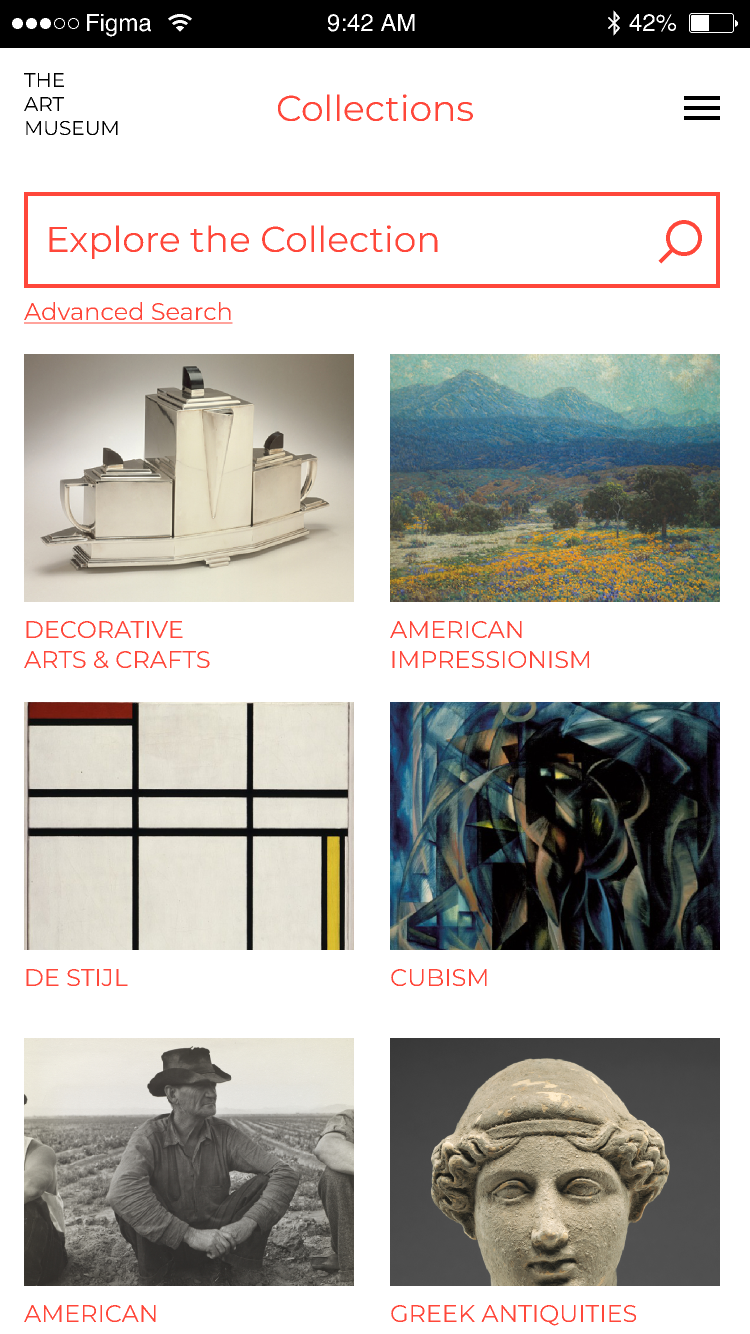 Figma 9:42 AM 42%
THE
ART
MUSEUM
Collections
Explore the Collection
Advanced Search
DECORATIVE
ARTS & CRAFTS
AMERICAN
IMPRESSIONISM
DE STIJL
CUBISM
AMERICAN
GREEK ANTIQUITIES